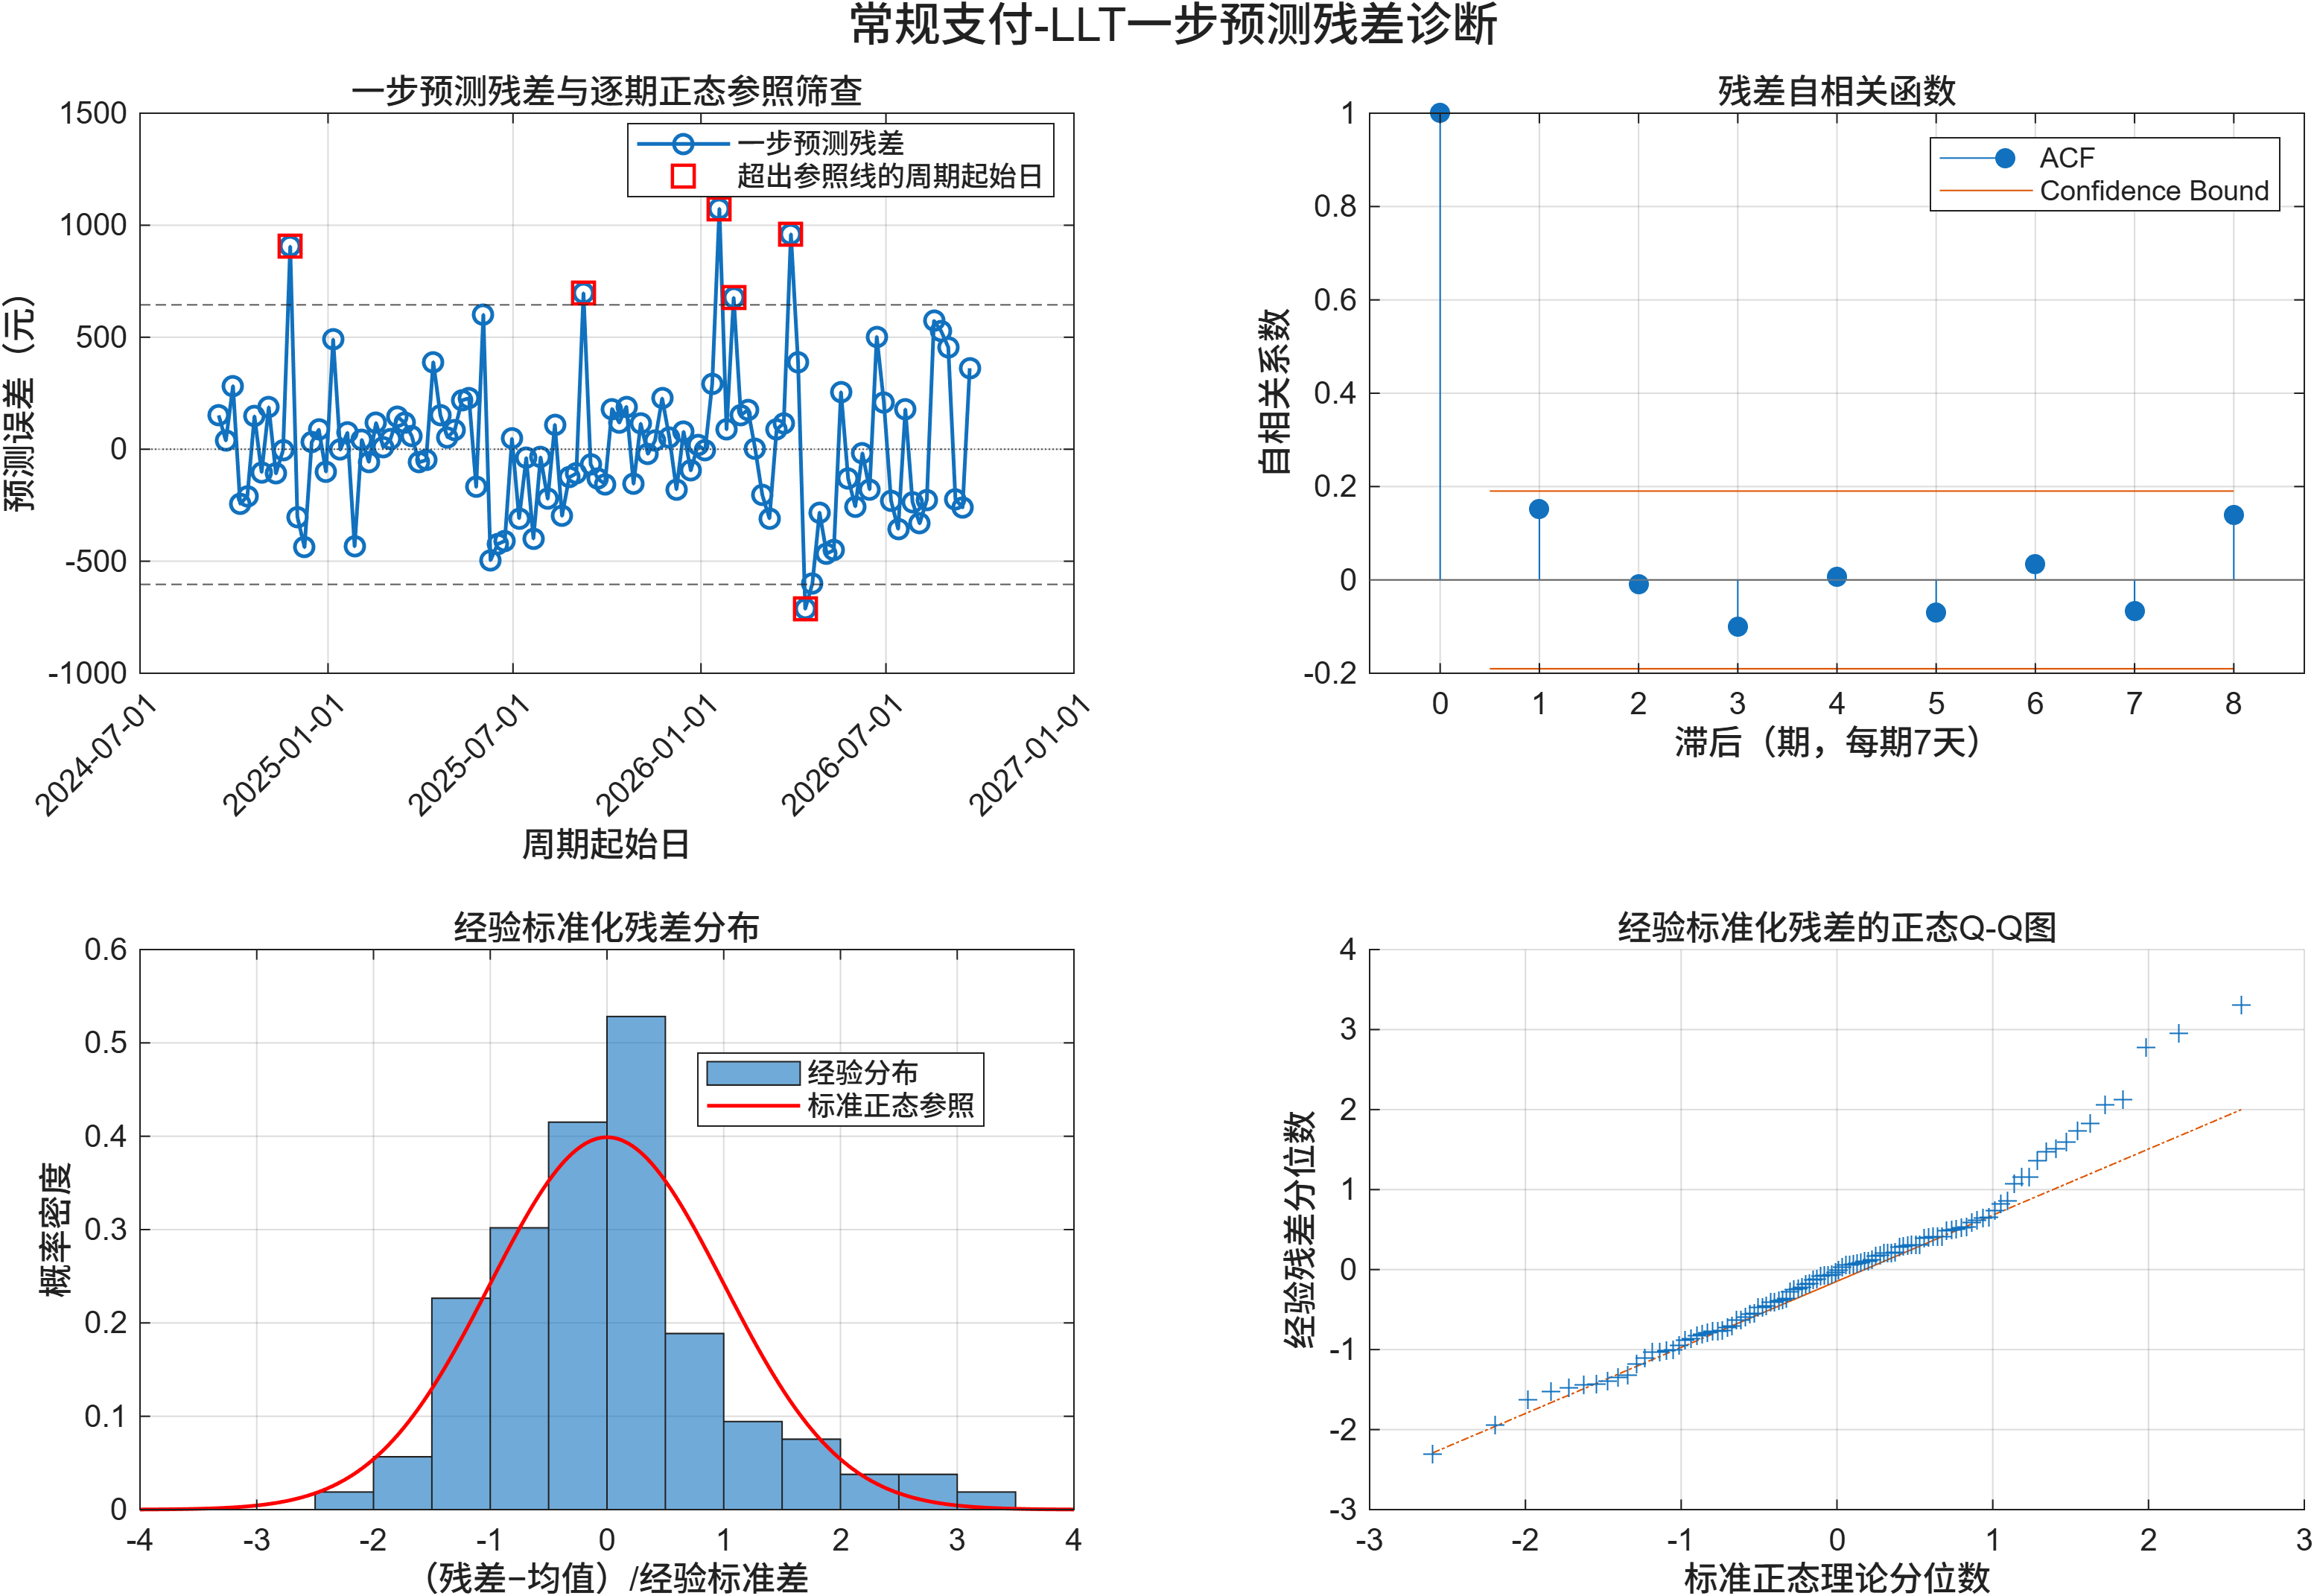 常规支付-LLT一步预测残差诊断
一步预测残差与逐期正态参照筛查
1500
1000
500
0
-500
-1000
预测误差（元）
一步预测残差
超出参照线的周期起始日
2024-07-01
2025-01-01
2025-07-01
2026-01-01
2026-07-01
2027-01-01
周期起始日
残差自相关函数
1
0.8
0.6
0.4
0.2
0
-0.2
自相关系数
ACF
Confidence Bound
0 1 2 3 4 5 6 7 8
滞后（期，每期7天）
经验标准化残差分布
0.6
0.5
0.4
0.3
0.2
0.1
0
概率密度
经验分布
标准正态参照
-4 -3 -2 -1 0 1 2 3 4
（残差−均值）/经验标准差
经验标准化残差的正态Q-Q图
4
3
2
1
0
-1
-2
-3
经验残差分位数
-3 -2 -1 0 1 2 3
标准正态理论分位数